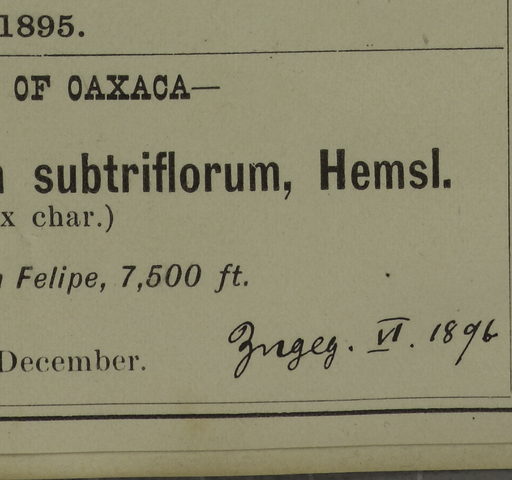 1895.
OF OAXACA—
subtriflorum, Hemsl.
x char.)
Felipe, 7,500 ft.
December.
Zugeg. VI. 1896